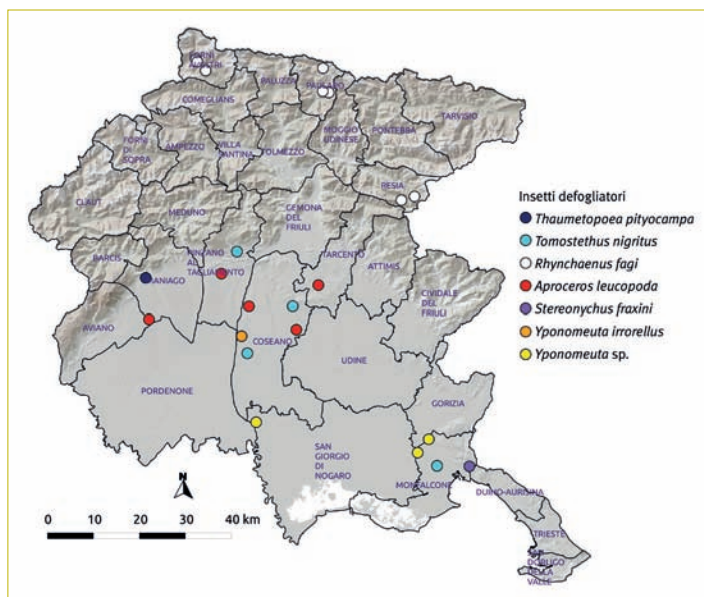 FORNI
AVOLTRI
PALUZZA
PAULARO
COMEGLIANS
TARVISIO
MOGGIO
UDINESE
PONTEBBA
FORNI
DI
SOPRA
AMPEZZO
VILLA
SANTINA
TOLMEZZO
RESIA
CLAUT
MEDUNO
GEMONA
DEL
FRIULI
BARCIS
PINZANO
AL
TAGLIAMENTO
TARCENTO
ATTIMIS
MANIAGO
CIVIDALE
DEL
FRIULI
AVIANO
COSEANO
UDINE
PORDENONE
GORIZIA
SAN
GIORGIO
DI
NOGARO
MONFALCONE
DUINO-AURISINA
TRIESTE
SAN
DORLIGO
DELLA
VALLE
Insetti defogliatori
Thaumetopoea pityocampa
Tomostethus nigritus
Rhynchaenus fagi
Aproceros leucopoda
Stereonychus fraxini
Yponomeuta irrorellus
Yponomeuta sp.
N
0 10 20 30 40 km